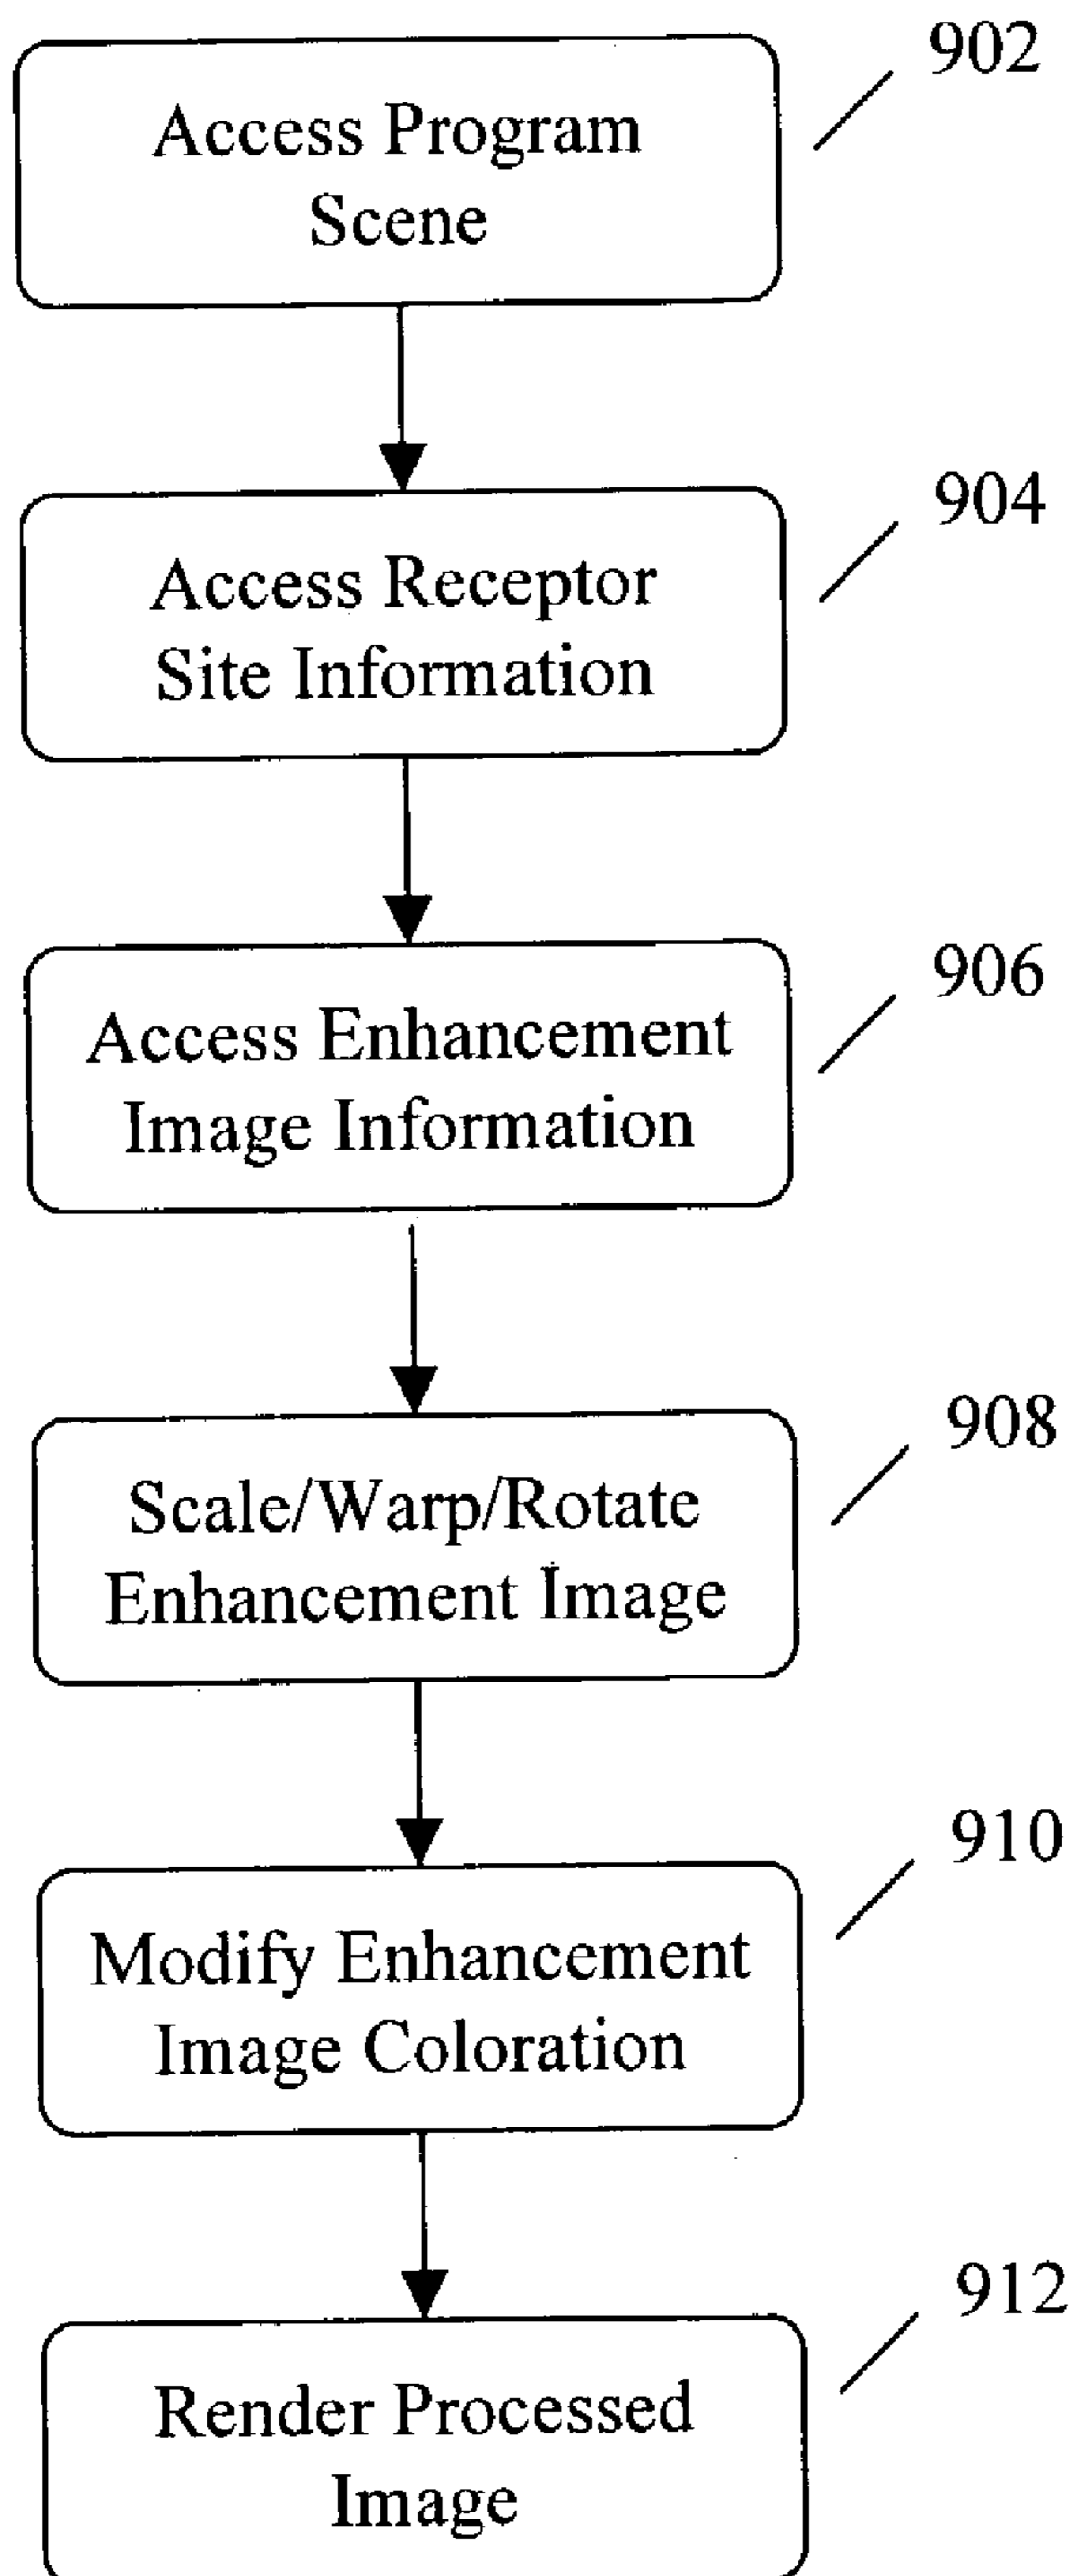 902
Access Program
Scene
904
Access Receptor
Site Information
906
Access Enhancement
Image Information
908
Scale/Warp/Rotate
Enhancement Image
910
Modify Enhancement
Image Coloration
912
Render Processed
Image